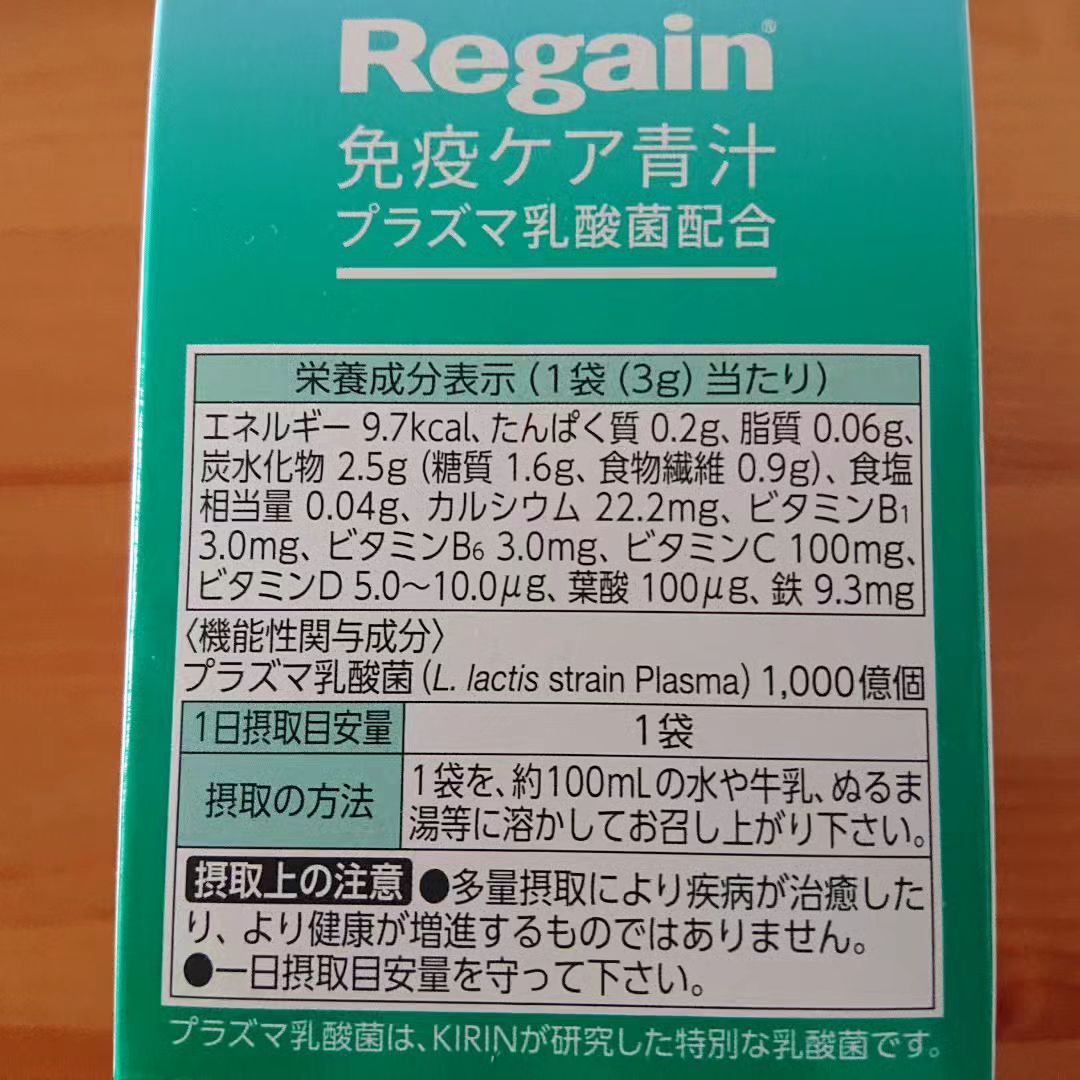 Regain®
免疫ケア青汁
プラズマ乳酸菌配合
栄養成分表示 (1袋 (3g) 当たり)
エネルギー 9.7kcal、たんぱく質 0.2g、脂質 0.06g、
炭水化物 2.5g (糖質 1.6g、食物繊維 0.9g)、食塩
相当量 0.04g、カルシウム 22.2mg、ビタミンB1
3.0mg、ビタミンB6 3.0mg、ビタミンC 100mg、
ビタミンD 5.0〜10.0μg、葉酸 100μg、鉄 9.3mg
〈機能性関与成分〉
プラズマ乳酸菌 (L. lactis strain Plasma) 1,000億個
1日摂取目安量 1袋
摂取の方法 1袋を、約100mLの水や牛乳、ぬるま
湯等に溶かしてお召し上がり下さい。
摂取上の注意 ●多量摂取により疾病が治癒した
り、より健康が増進するものではありません。
●一日摂取目安量を守って下さい。
プラズマ乳酸菌は、KIRINが研究した特別な乳酸菌です。